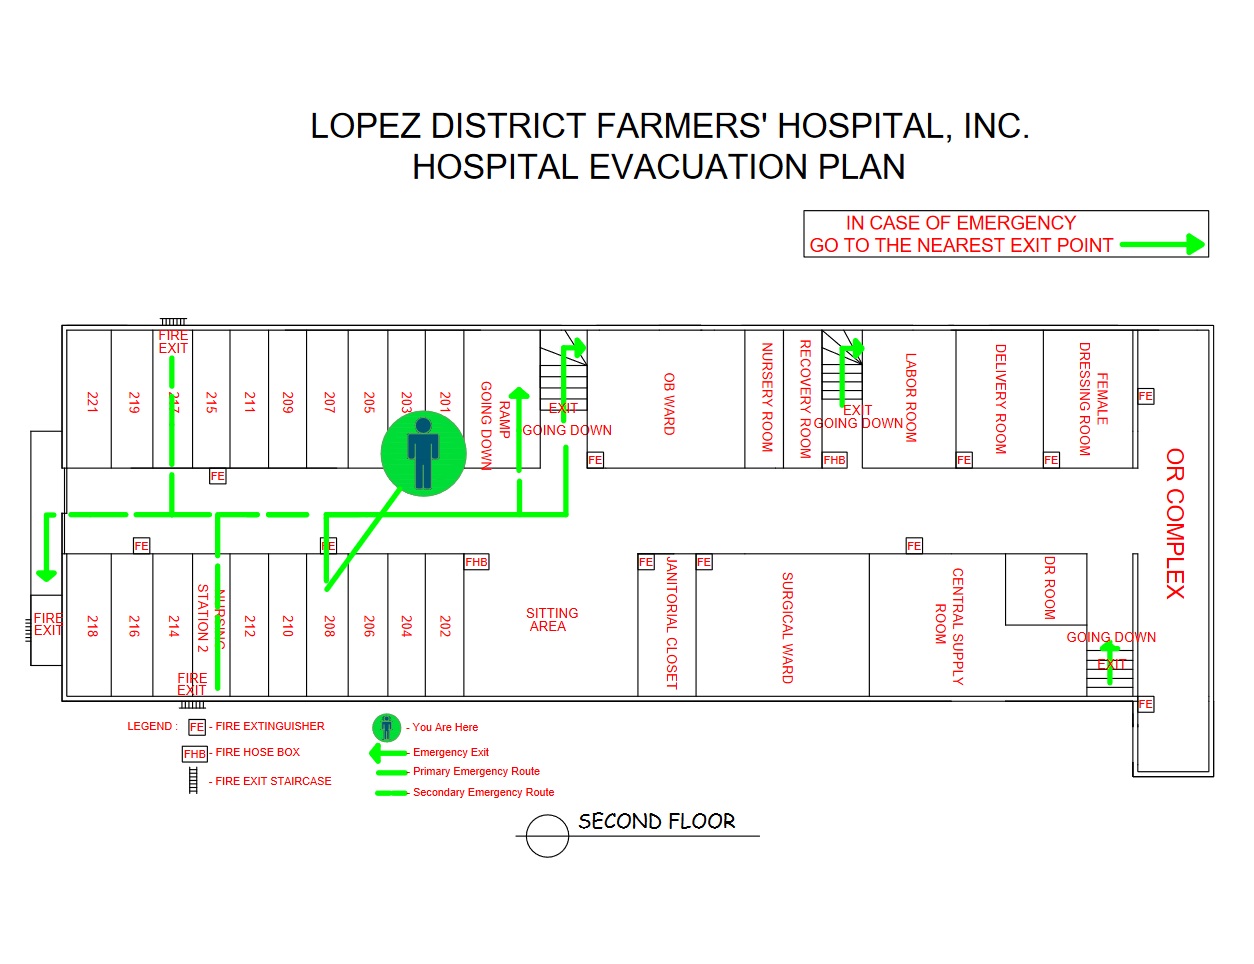 LOPEZ DISTRICT FARMERS' HOSPITAL, INC.
HOSPITAL EVACUATION PLAN
IN CASE OF EMERGENCY
GO TO THE NEAREST EXIT POINT
FIRE
EXIT
221
219
217
215
211
209
207
205
203
201
RAMP
GOING DOWN
EXIT
GOING DOWN
OB WARD
NURSERY ROOM
RECOVERY ROOM
EXIT
GOING DOWN
LABOR ROOM
DELIVERY ROOM
FEMALE
DRESSING ROOM
FE
FE
FE
FHB
FE
FE
OR COMPLEX
FE
FE
FHB
FE
FE
FE
FIRE
EXIT
218
216
214
NURSING
STATION 2
212
210
208
206
204
202
SITTING
AREA
JANITORIAL CLOSET
SURGICAL WARD
CENTRAL SUPPLY
ROOM
DR ROOM
GOING DOWN
EXIT
FIRE
EXIT
FE
LEGEND :
FE - FIRE EXTINGUISHER
FHB - FIRE HOSE BOX
- FIRE EXIT STAIRCASE
- You Are Here
- Emergency Exit
- Primary Emergency Route
- Secondary Emergency Route
SECOND FLOOR